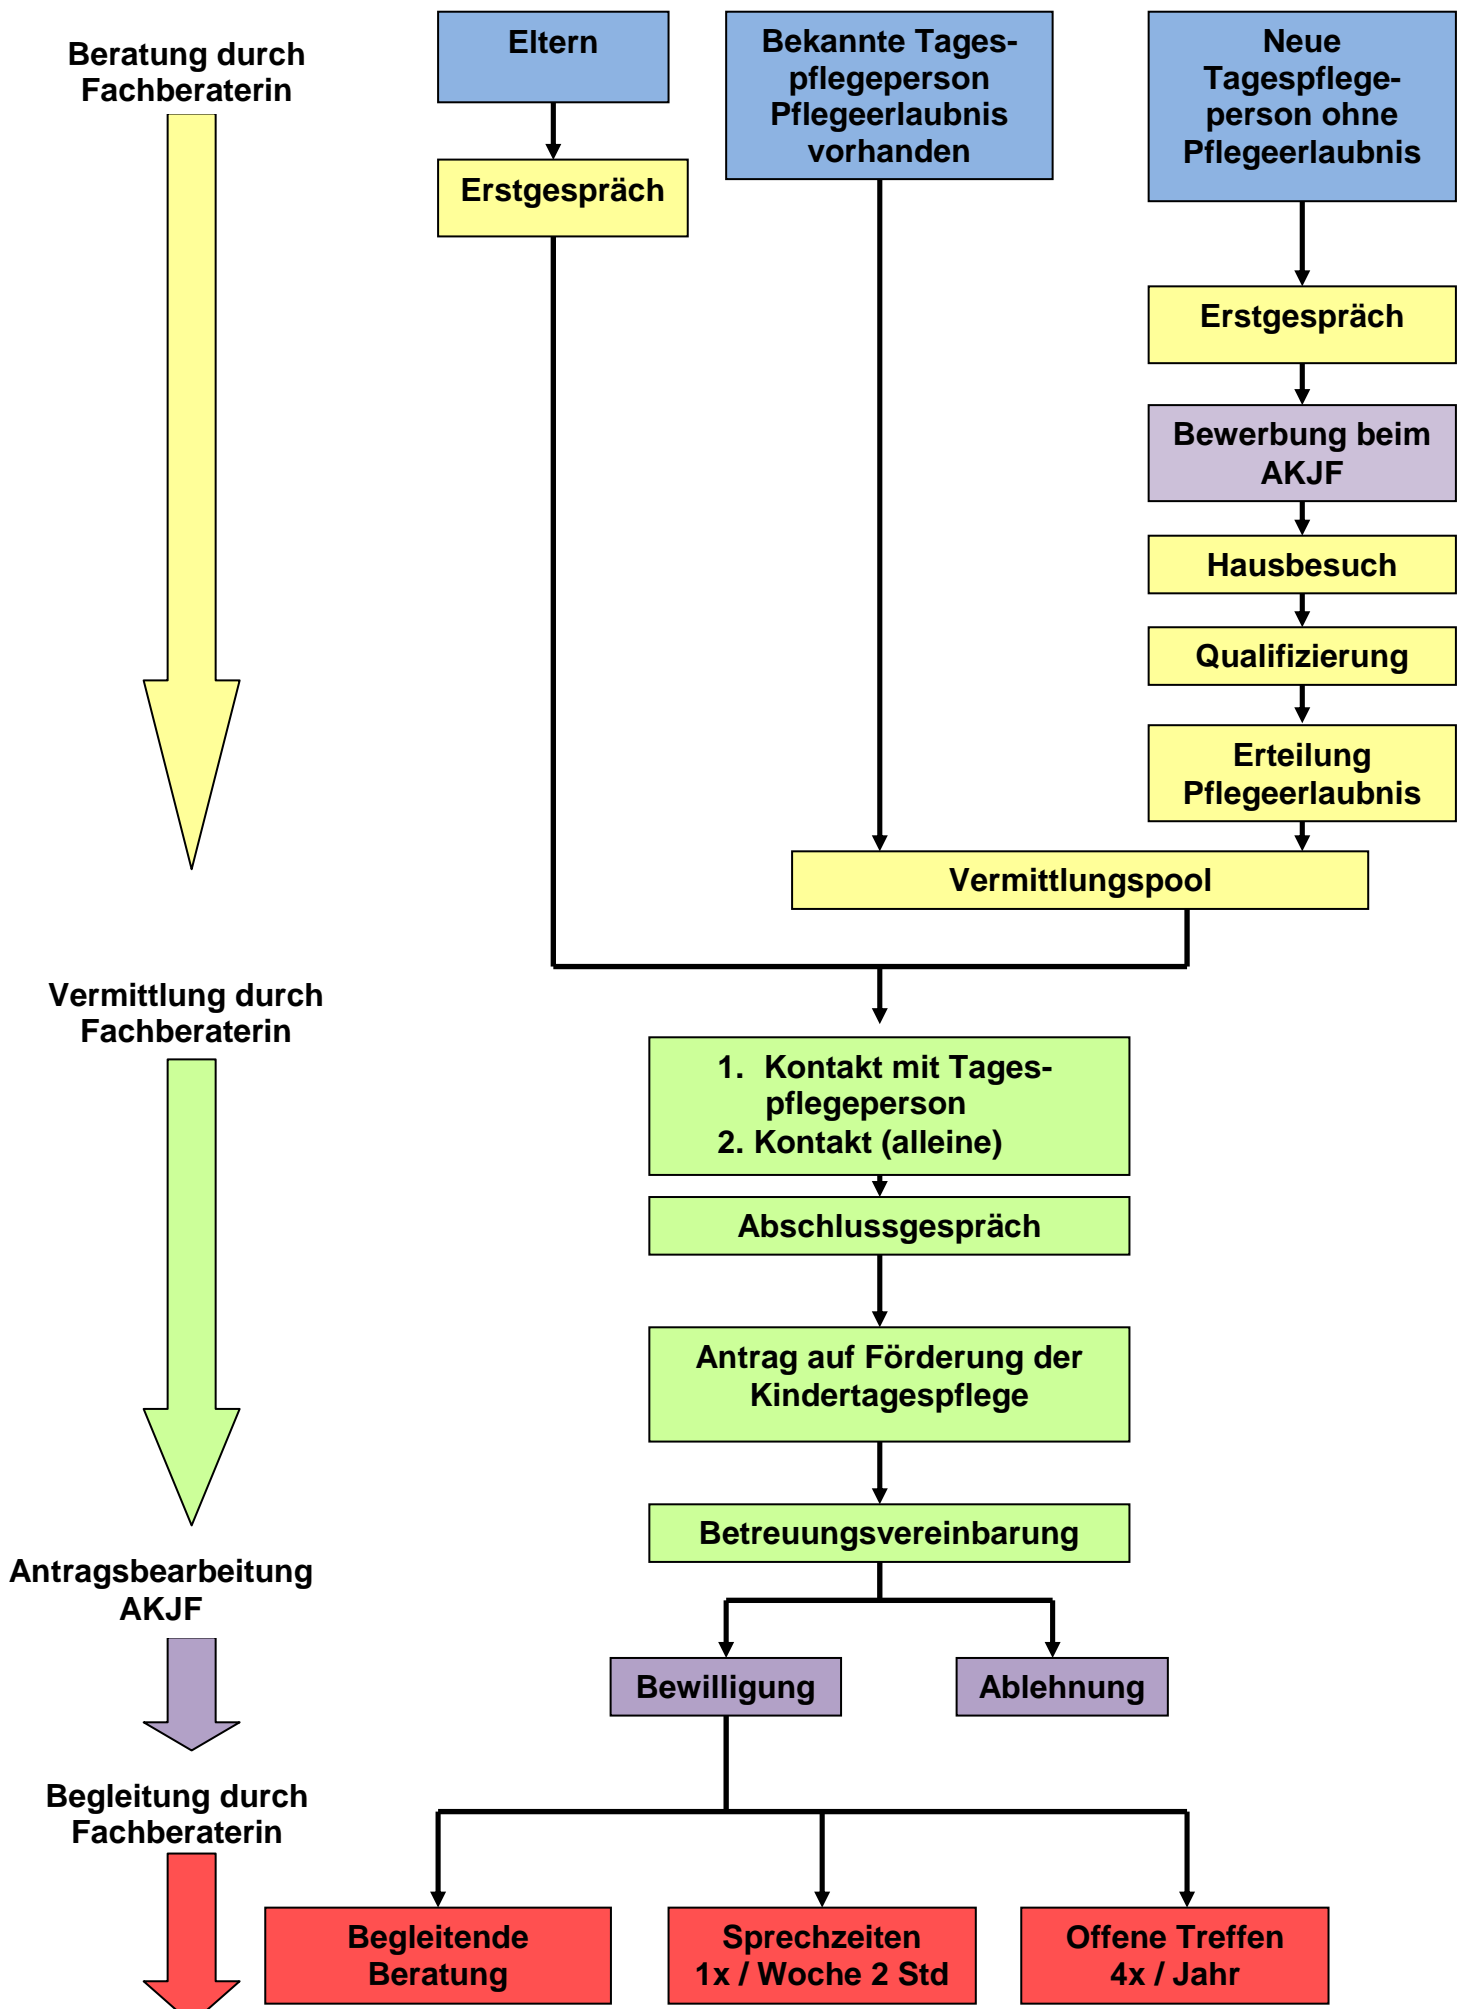 Beratung durch
Fachberaterin
Eltern
Bekannte Tages-
pflegeperson
Pflegeerlaubnis
vorhanden
Neue
Tagespflege-
person ohne
Pflegeerlaubnis
Erstgespräch
Erstgespräch
Bewerbung beim
AKJF
Hausbesuch
Qualifizierung
Erteilung
Pflegeerlaubnis
Vermittlungspool
Vermittlung durch
Fachberaterin
1. Kontakt mit Tages-
pflegeperson
2. Kontakt (alleine)
Abschlussgespräch
Antrag auf Förderung der
Kindertagespflege
Betreuungsvereinbarung
Antragsbearbeitung
AKJF
Bewilligung
Ablehnung
Begleitung durch
Fachberaterin
Begleitende
Beratung
Sprechzeiten
1x / Woche 2 Std
Offene Treffen
4x / Jahr